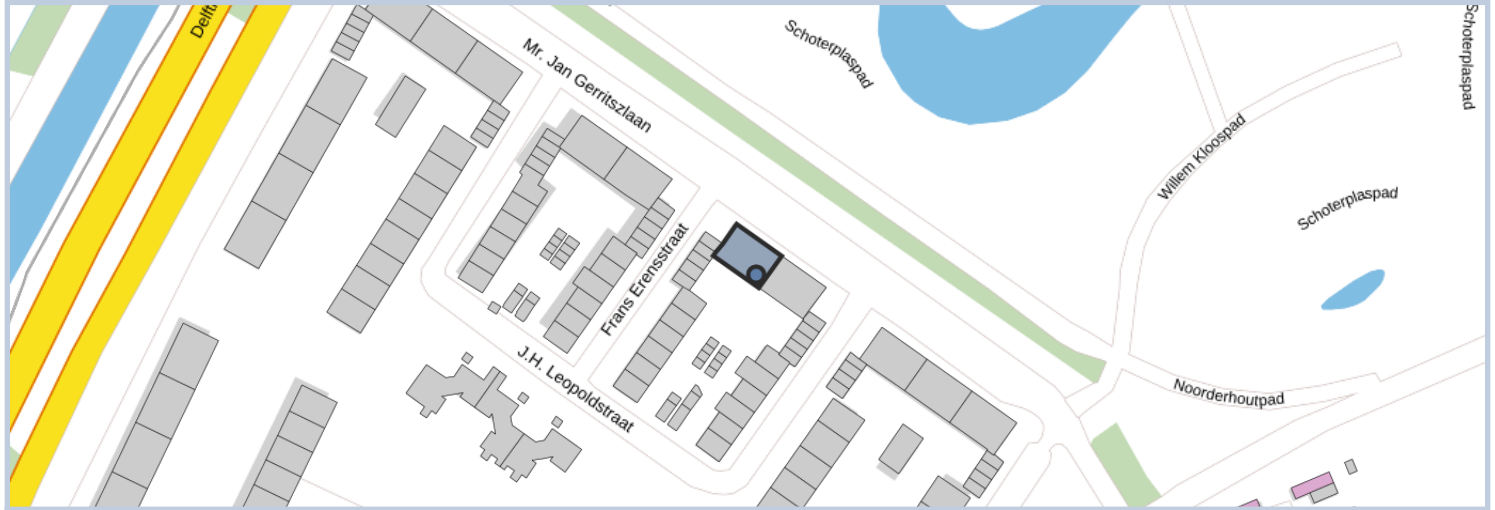 Schoterplaspad
Schoterplaspad
Mr. Jan Gerritszlaan
Willem Kloospad
Schoterplaspad
Frans Erensstraat
J.H. Leopoldstraat
Noorderhoutpad